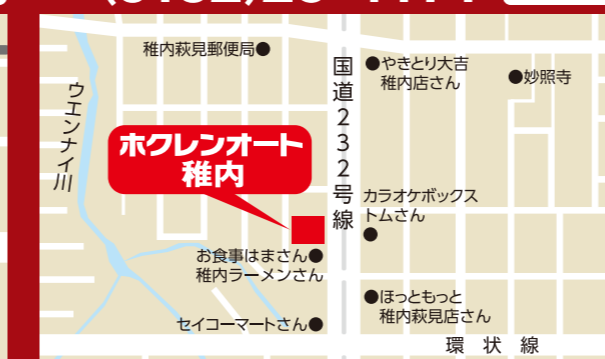 稚内萩見郵便局●
国道232号線
●やきとり大吉
稚内店さん
●妙照寺
ウエンナイ川
ホクレンオート
稚内
カラオケボックス
トムさん
●
お食事はまさん●
稚内ラーメンさん
●ほっともっと
稚内萩見店さん
セイコーマートさん●
環状線